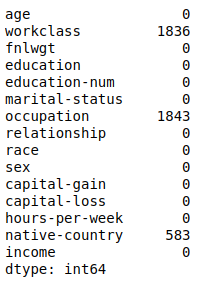 age 0
workclass 1836
fnlwgt 0
education 0
education-num 0
marital-status 0
occupation 1843
relationship 0
race 0
sex 0
capital-gain 0
capital-loss 0
hours-per-week 0
native-country 583
income 0
dtype: int64